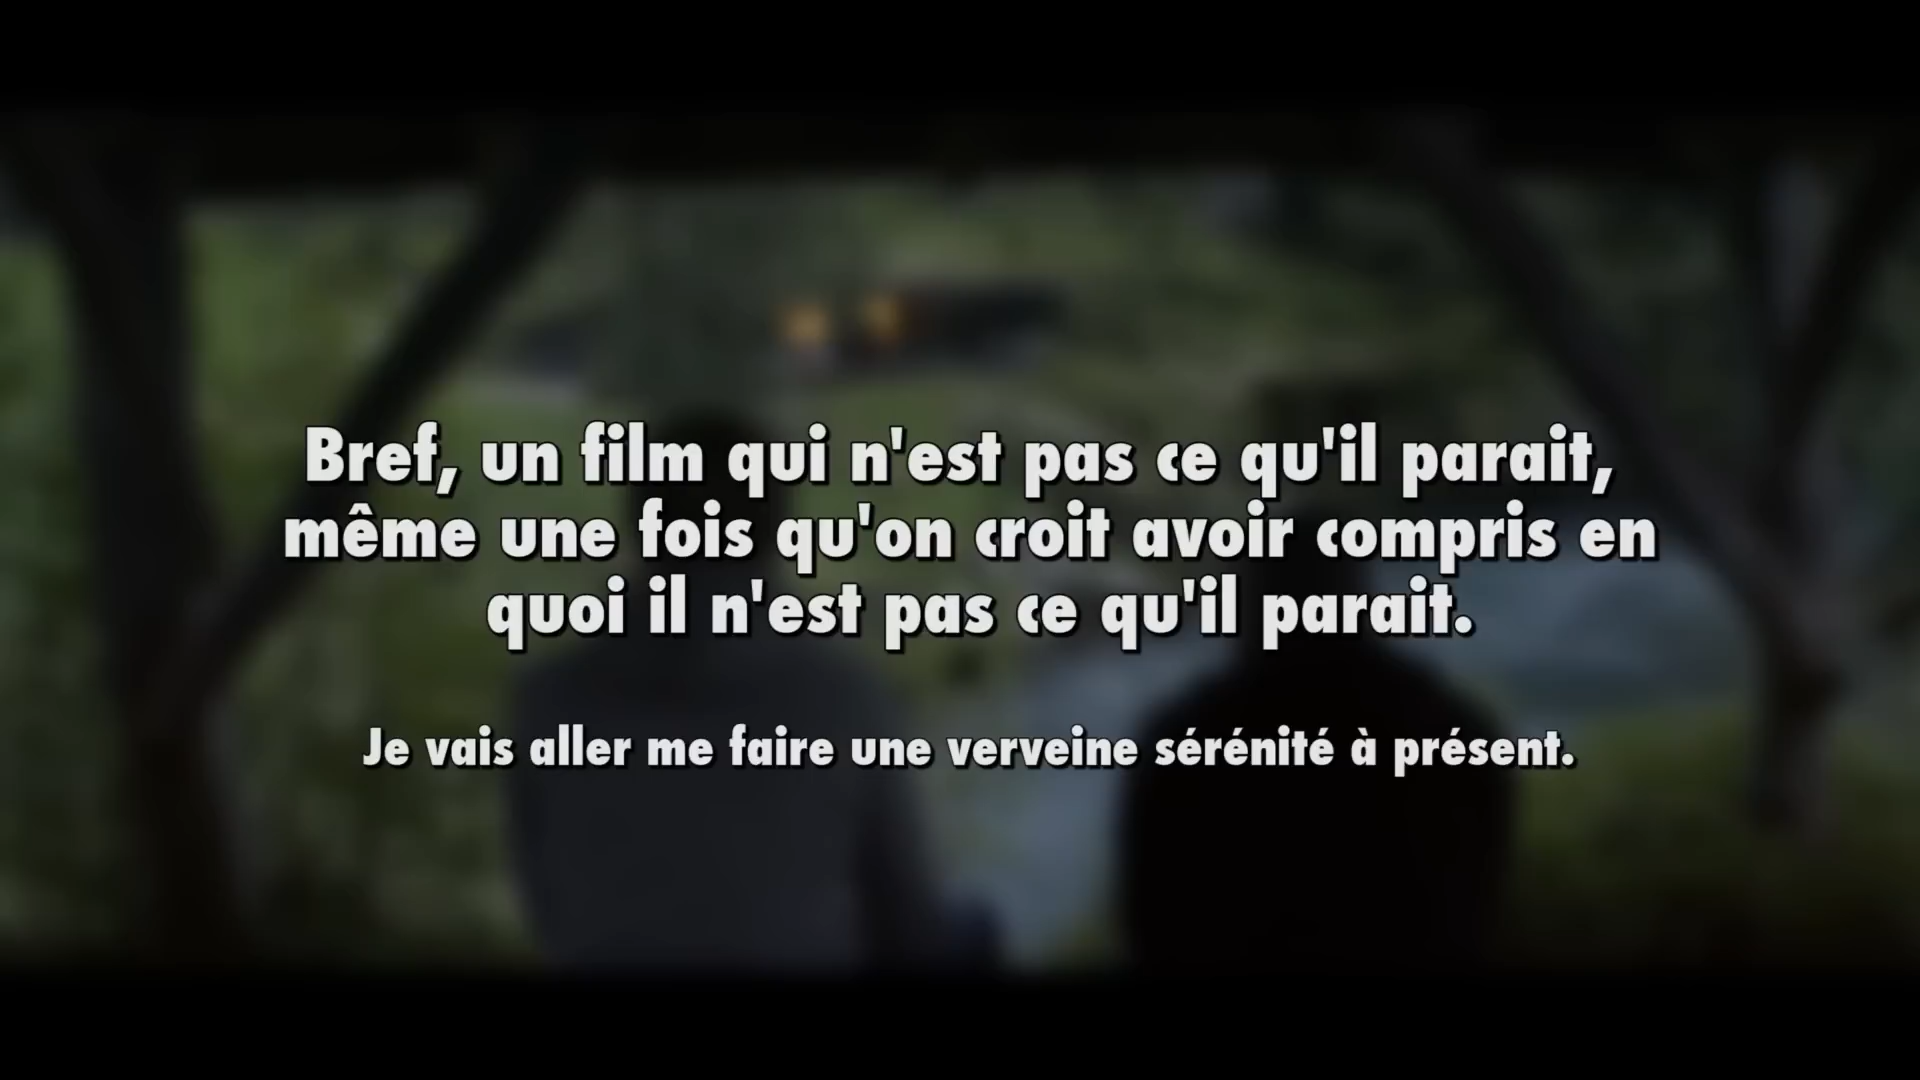 Bref, un film qui n'est pas ce qu'il parait,
même une fois qu'on croit avoir compris en
quoi il n'est pas ce qu'il parait.
Je vais aller me faire une verveine sérénité à présent.